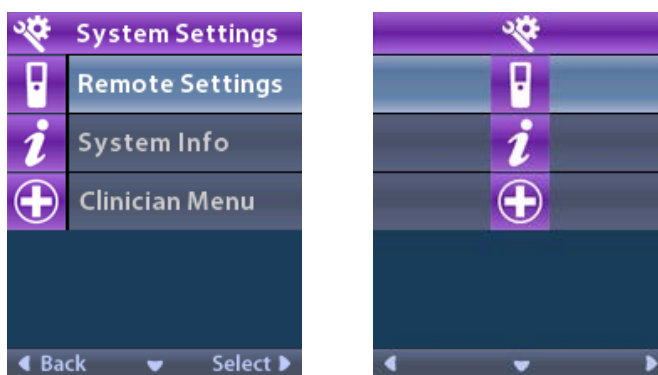 System Settings
Remote Settings
System Info
Clinician Menu
Back Select